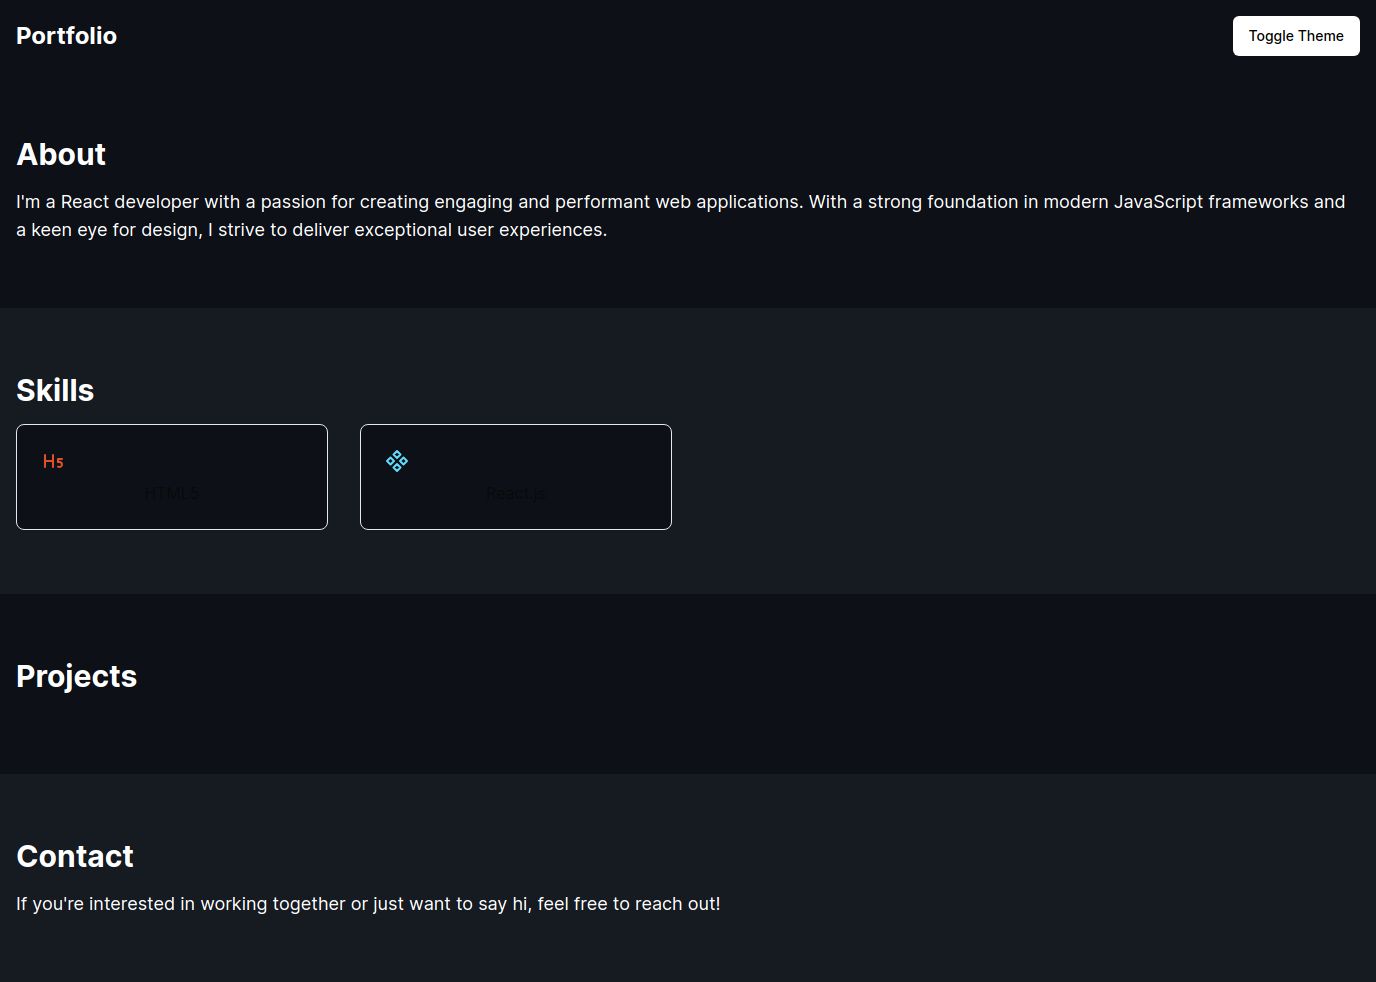 Portfolio
Toggle Theme
About
I'm a React developer with a passion for creating engaging and performant web applications. With a strong foundation in modern JavaScript frameworks and
a keen eye for design, I strive to deliver exceptional user experiences.
Skills
H5
HTML5
React.js
Projects
Contact
If you're interested in working together or just want to say hi, feel free to reach out!